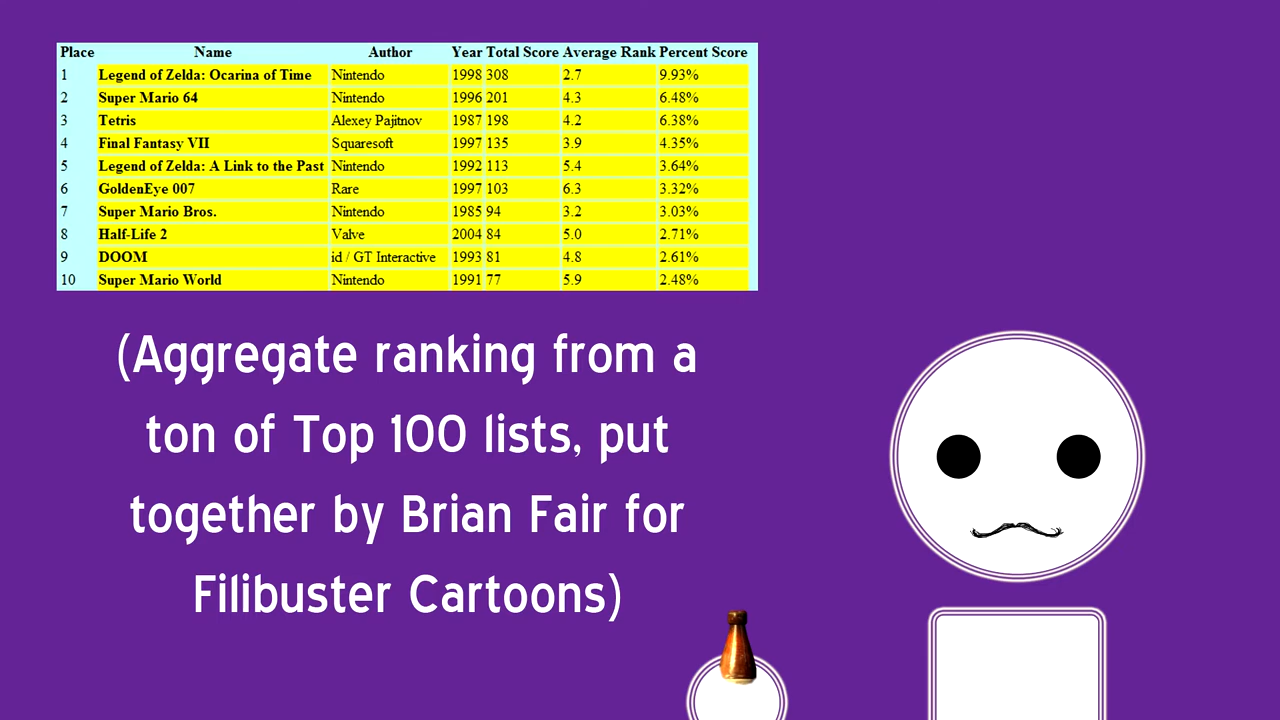 Place Name Author Year Total Score Average Rank Percent Score
1 Legend of Zelda: Ocarina of Time Nintendo 1998 308 2.7 9.93%
2 Super Mario 64 Nintendo 1996 201 4.3 6.48%
3 Tetris Alexey Pajitnov 1987 198 4.2 6.38%
4 Final Fantasy VII Squaresoft 1997 135 3.9 4.35%
5 Legend of Zelda: A Link to the Past Nintendo 1992 113 5.4 3.64%
6 GoldenEye 007 Rare 1997 103 6.3 3.32%
7 Super Mario Bros. Nintendo 1985 94 3.2 3.03%
8 Half-Life 2 Valve 2004 84 5.0 2.71%
9 DOOM id / GT Interactive 1993 81 4.8 2.61%
10 Super Mario World Nintendo 1991 77 5.9 2.48%
(Aggregate ranking from a
ton of Top 100 lists, put
together by Brian Fair for
Filibuster Cartoons)